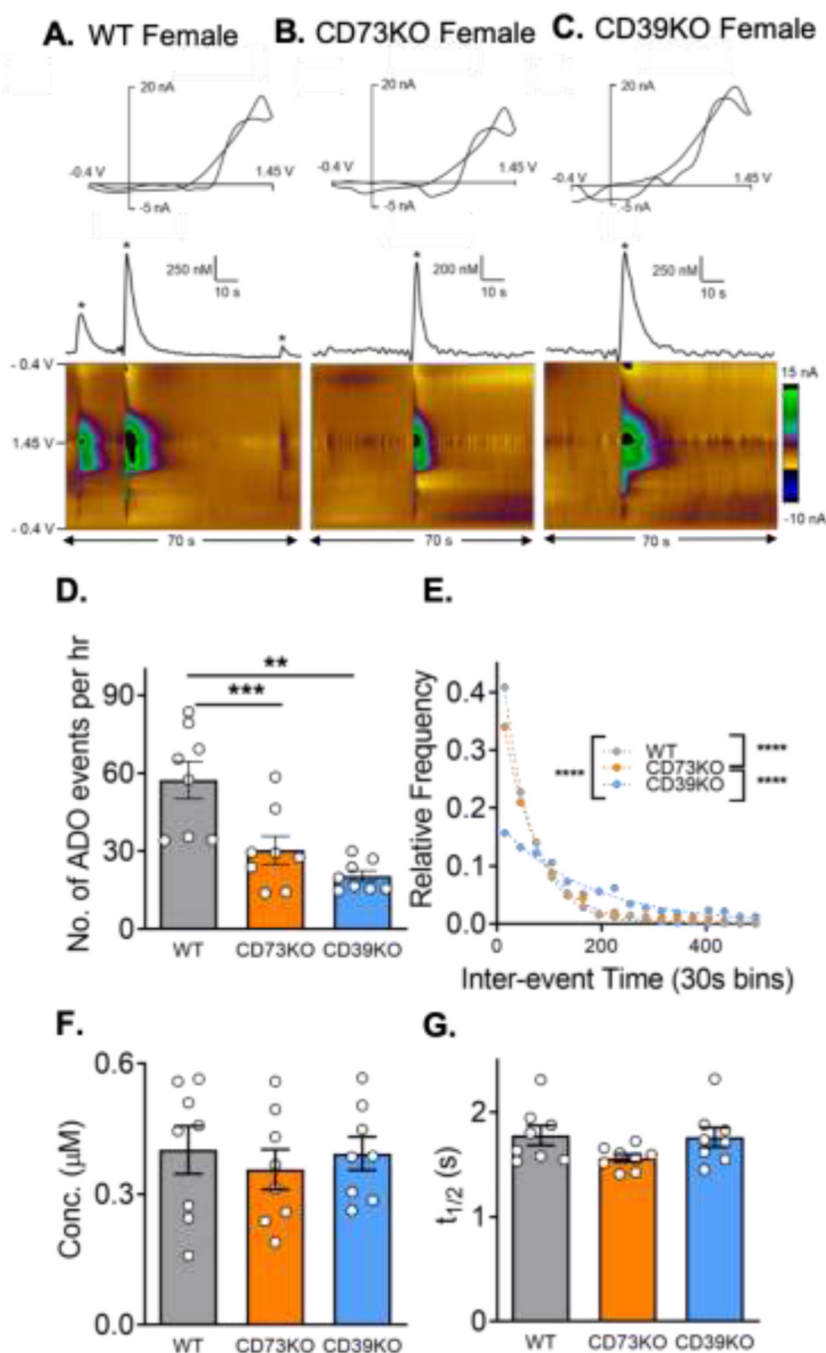 A. WT Female
B. CD73KO Female
C. CD39KO Female
20 nA
20 nA
20 nA
-0.4 V
1.45 V
-0.4 V
1.45 V
-0.4 V
1.45 V
-5 nA
-5 nA
-5 nA
*
*
*
*
*
250 nM
10 s
200 nM
10 s
250 nM
10 s
- 0.4 V
1.45 V
- 0.4 V
15 nA
-10 nA
70 s
70 s
70 s
D.
No. of ADO events per hr
90
60
30
0
**
***
WT
CD73KO
CD39KO
E.
Relative Frequency
0.4
0.3
0.2
0.1
0.0
0
200
400
Inter-event Time (30s bins)
****
WT
CD73KO
CD39KO
****
****
F.
Conc. (μM)
0.6
0.3
0.0
WT
CD73KO
CD39KO
G.
t1/2 (s)
2
1
0
WT
CD73KO
CD39KO